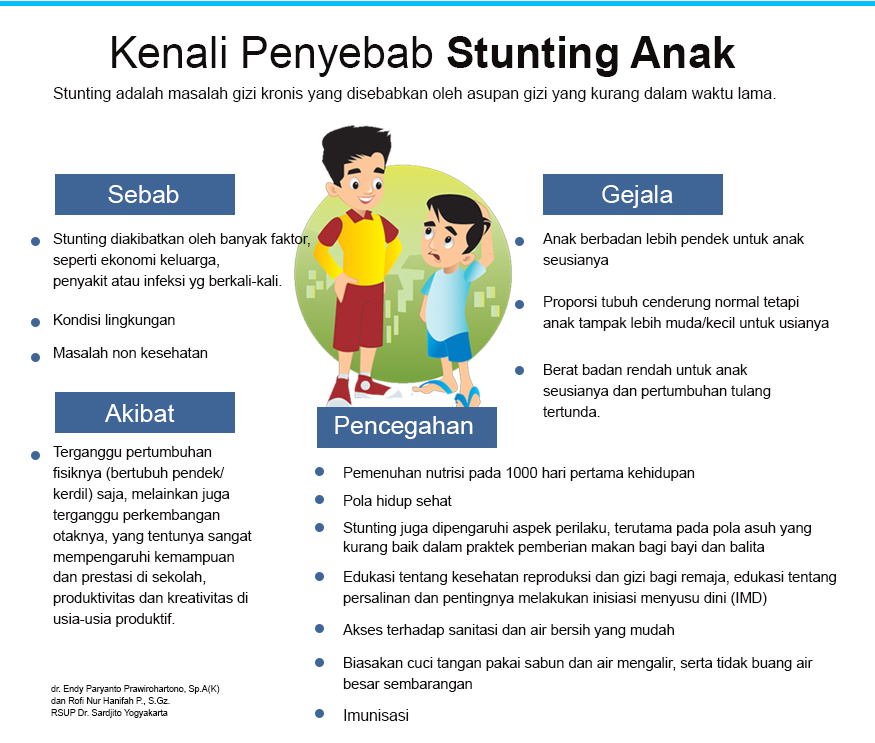 Kenali Penyebab Stunting Anak
Stunting adalah masalah gizi kronis yang disebabkan oleh asupan gizi yang kurang dalam waktu lama.
Sebab
Stunting diakibatkan oleh banyak faktor,
seperti ekonomi keluarga,
penyakit atau infeksi yg berkali-kali.
Kondisi lingkungan
Masalah non kesehatan
Akibat
Terganggu pertumbuhan
fisiknya (bertubuh pendek/
kerdil) saja, melainkan juga
terganggu perkembangan
otaknya, yang tentunya sangat
mempengaruhi kemampuan
dan prestasi di sekolah,
produktivitas dan kreativitas di
usia-usia produktif.
Gejala
Anak berbadan lebih pendek untuk anak
seusianya
Proporsi tubuh cenderung normal tetapi
anak tampak lebih muda/kecil untuk usianya
Berat badan rendah untuk anak
seusianya dan pertumbuhan tulang
tertunda.
Pencegahan
Pemenuhan nutrisi pada 1000 hari pertama kehidupan
Pola hidup sehat
Stunting juga dipengaruhi aspek perilaku, terutama pada pola asuh yang
kurang baik dalam praktek pemberian makan bagi bayi dan balita
Edukasi tentang kesehatan reproduksi dan gizi bagi remaja, edukasi tentang
persalinan dan pentingnya melakukan inisiasi menyusu dini (IMD)
Akses terhadap sanitasi dan air bersih yang mudah
Biasakan cuci tangan pakai sabun dan air mengalir, serta tidak buang air
besar sembarangan
Imunisasi
dr. Endy Paryanto Prawirohartono, Sp.A(K)
dan Rofi Nur Hanifah P., S.Gz.
RSUP Dr. Sardjito Yogyakarta